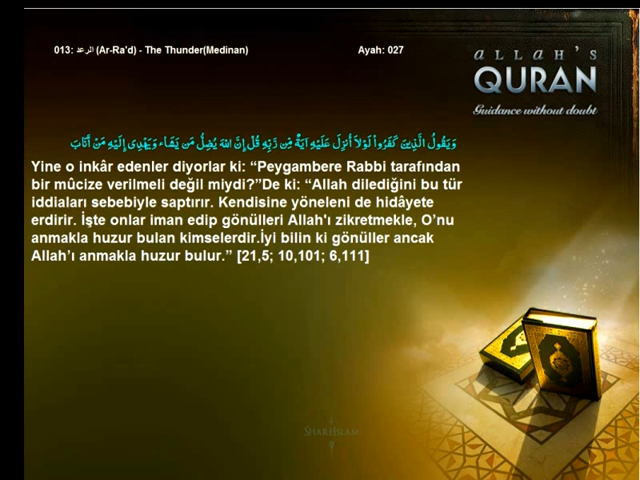 013: الرعد (Ar-Ra'd) - The Thunder(Medinan) Ayah: 027
ALLAH'S
QURAN
Guidance without doubt
وَيَقُولُ الَّذِينَ كَفَرُواْ لَوْلاَ أُنزِلَ عَلَيْهِ آيَةٌ مِّن رَّبِّهِ قُلْ إِنَّ اللّهَ يُضِلُّ مَن يَشَاء وَيَهْدِي إِلَيْهِ مَنْ أَنَابَ
Yine o inkâr edenler diyorlar ki: “Peygambere Rabbi tarafından
bir mûcize verilmeli değil miydi?”De ki: “Allah dilediğini bu tür
iddiaları sebebiyle saptırır. Kendisine yöneleni de hidâyete
erdirir. İşte onlar iman edip gönülleri Allah'ı zikretmekle, O’nu
anmakla huzur bulan kimselerdir.İyi bilin ki gönüller ancak
Allah’ı anmakla huzur bulur.” [21,5; 10,101; 6,111]
SHAREISLAM